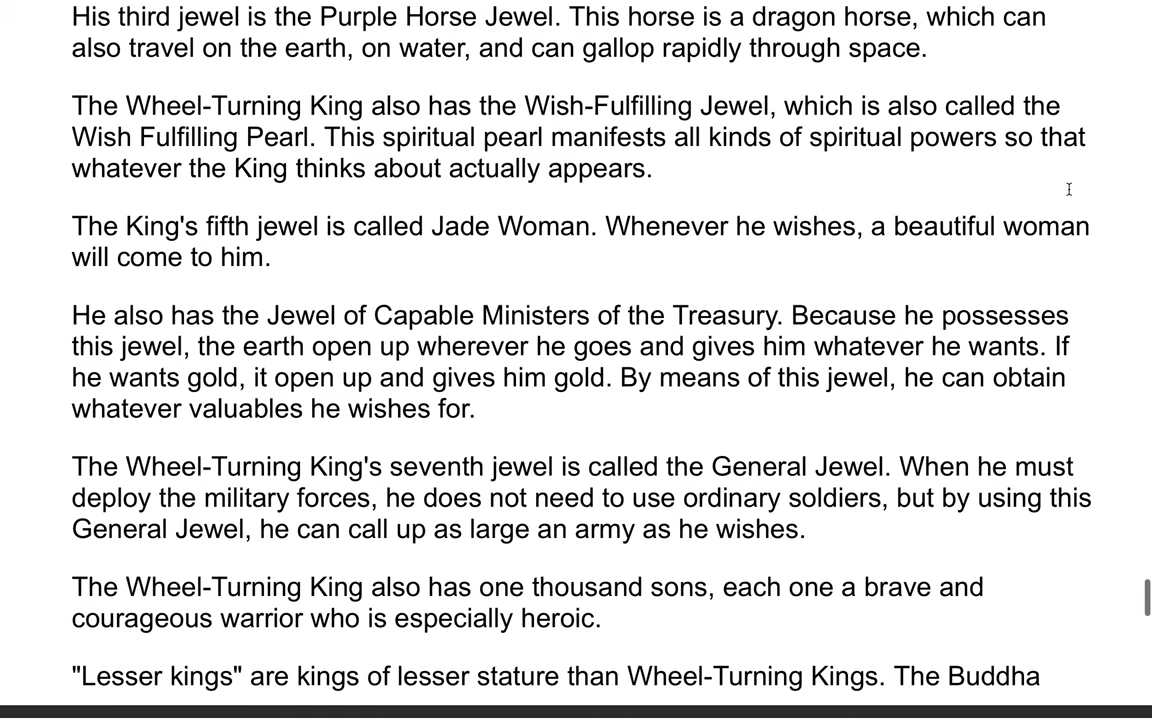 His third jewel is the Purple Horse Jewel. This horse is a dragon horse, which can
also travel on the earth, on water, and can gallop rapidly through space.
The Wheel-Turning King also has the Wish-Fulfilling Jewel, which is also called the
Wish Fulfilling Pearl. This spiritual pearl manifests all kinds of spiritual powers so that
whatever the King thinks about actually appears.
The King's fifth jewel is called Jade Woman. Whenever he wishes, a beautiful woman
will come to him.
He also has the Jewel of Capable Ministers of the Treasury. Because he possesses
this jewel, the earth open up wherever he goes and gives him whatever he wants. If
he wants gold, it open up and gives him gold. By means of this jewel, he can obtain
whatever valuables he wishes for.
The Wheel-Turning King's seventh jewel is called the General Jewel. When he must
deploy the military forces, he does not need to use ordinary soldiers, but by using this
General Jewel, he can call up as large an army as he wishes.
The Wheel-Turning King also has one thousand sons, each one a brave and
courageous warrior who is especially heroic.
"Lesser kings" are kings of lesser stature than Wheel-Turning Kings. The Buddha